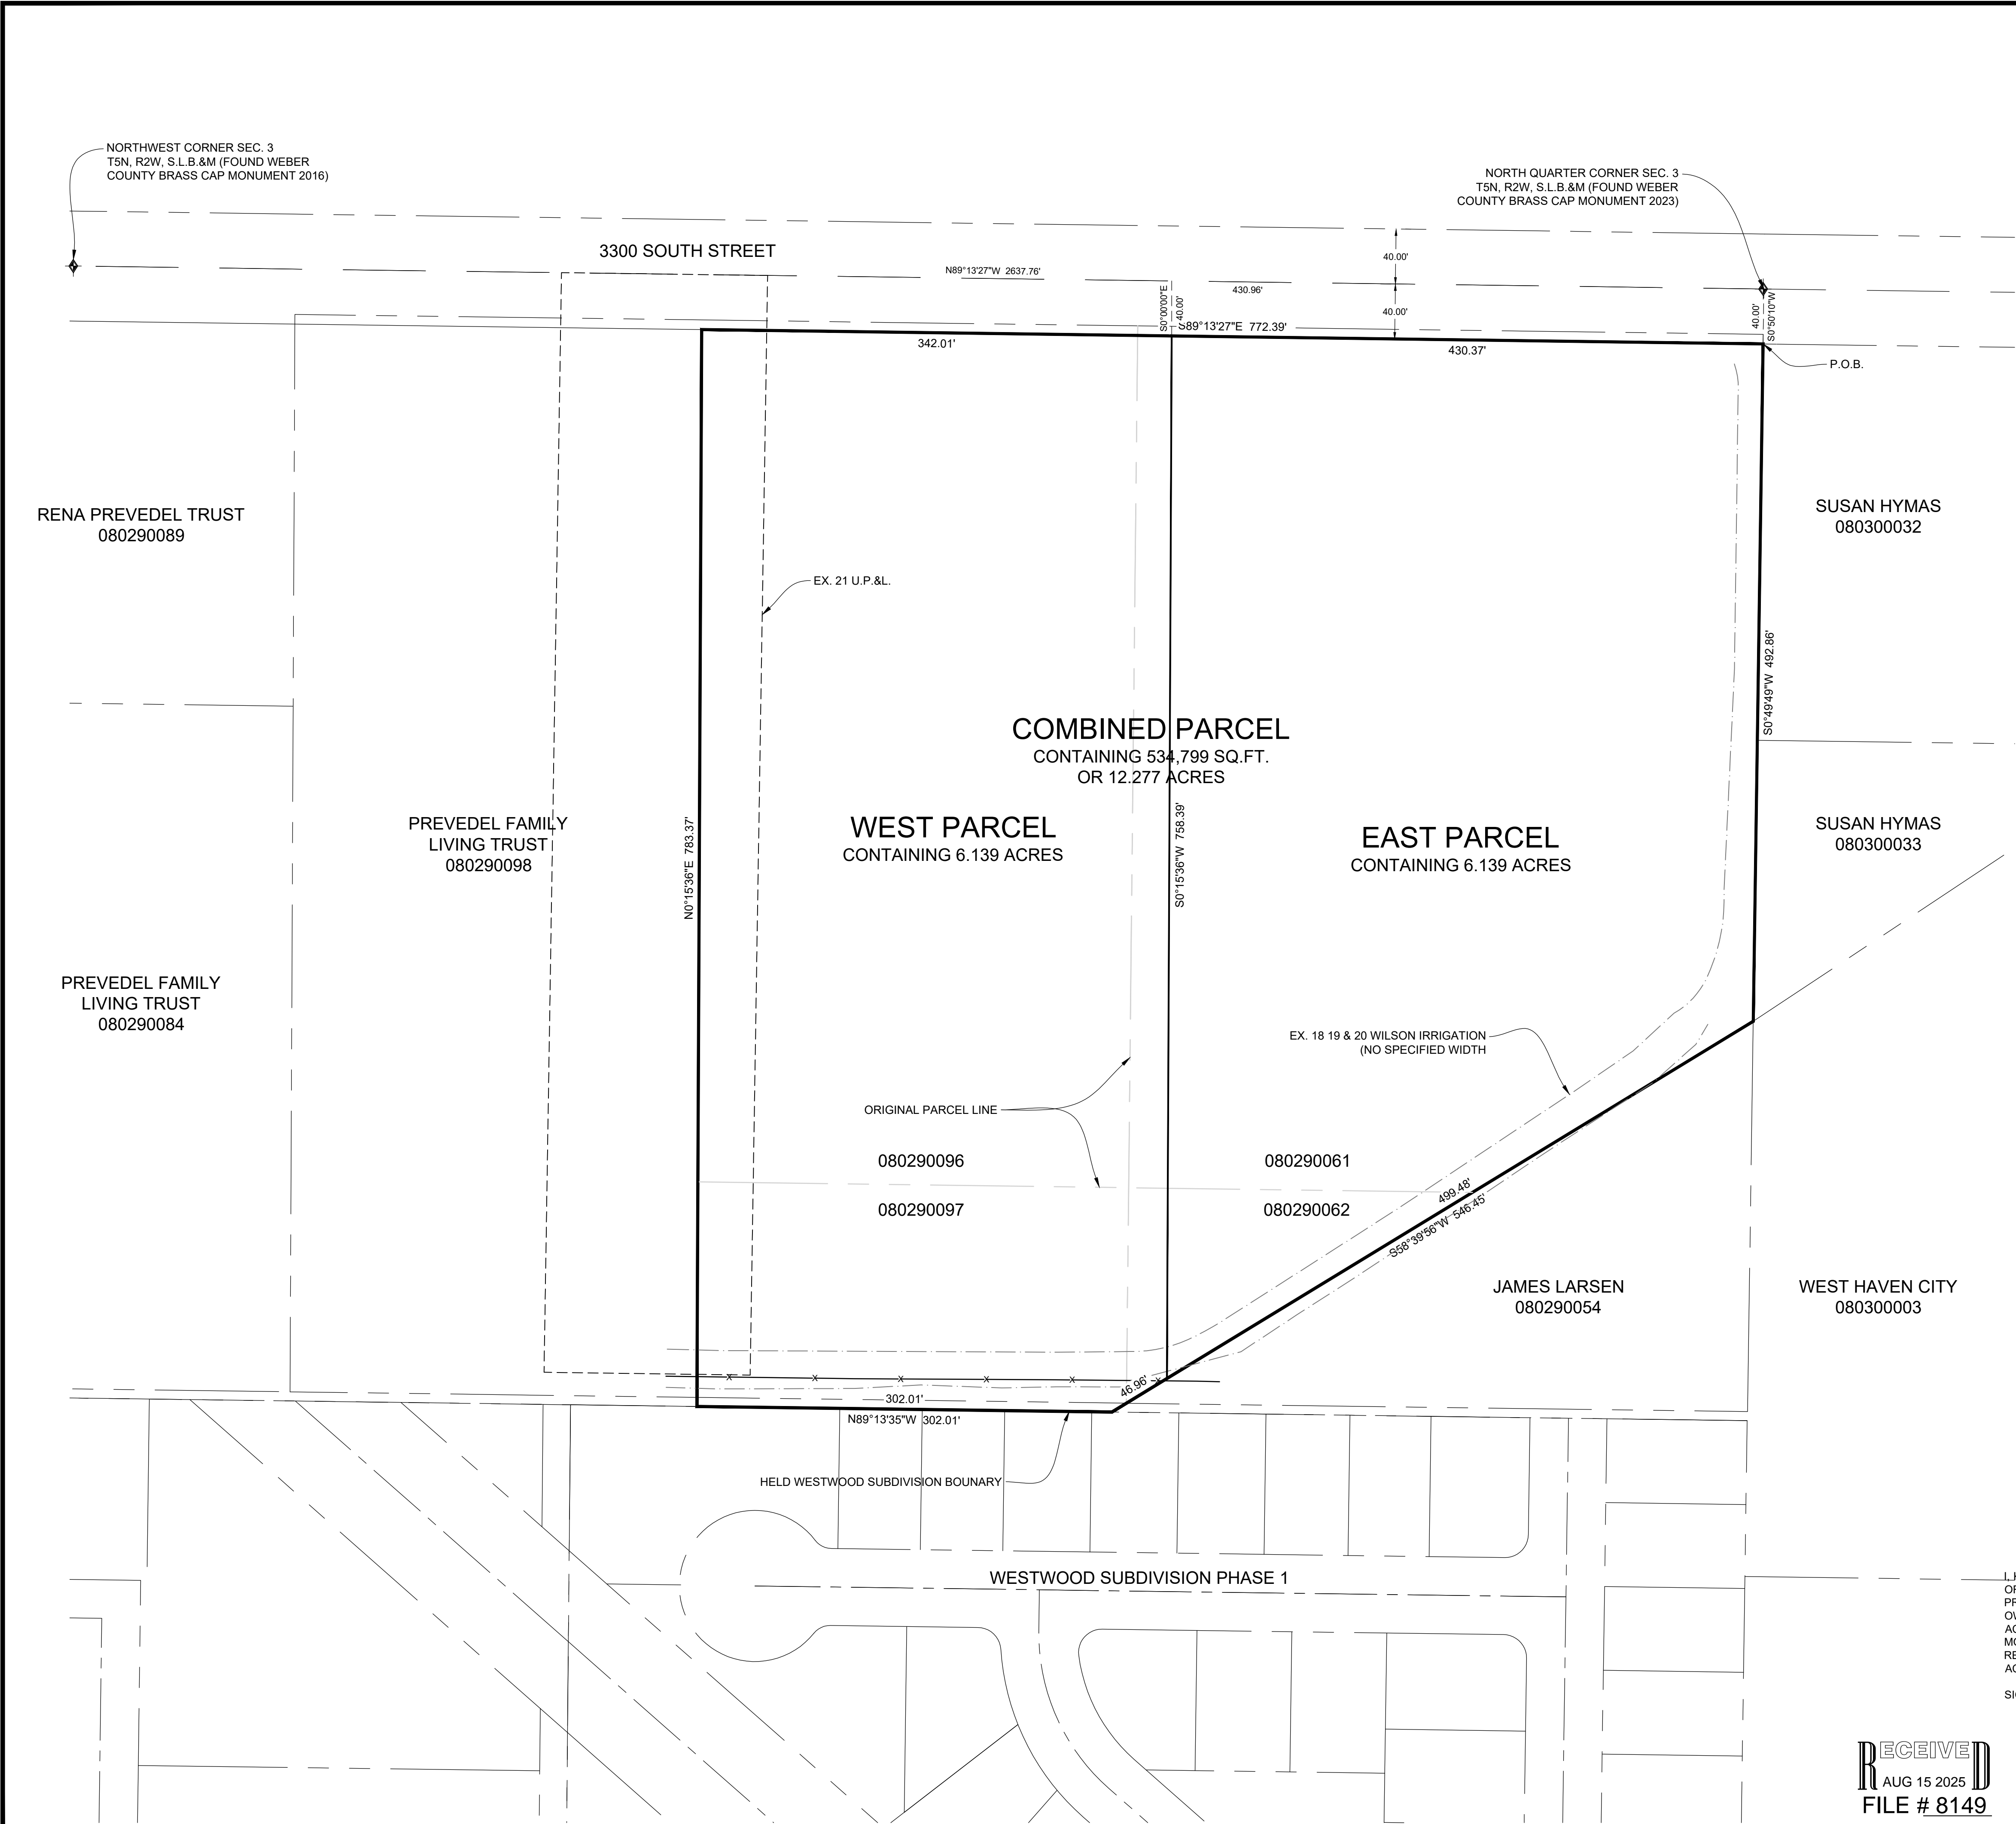 NORTHWEST CORNER SEC. 3
T5N, R2W, S.L.B.&M (FOUND WEBER
COUNTY BRASS CAP MONUMENT 2016)
NORTH QUARTER CORNER SEC. 3
T5N, R2W, S.L.B.&M (FOUND WEBER
COUNTY BRASS CAP MONUMENT 2023)
3300 SOUTH STREET
N89°13'27"W 2637.76'
430.96'
40.00'
40.00'
S0°00'00"E
40.00'
40.00'
S0°50'10"W
S89°13'27"E 772.39'
342.01'
430.37'
P.O.B.
RENA PREVEDEL TRUST
080290089
SUSAN HYMAS
080300032
EX. 21 U.P.&L.
S0°49'49"W 492.86'
COMBINED PARCEL
CONTAINING 534,799 SQ.FT.
OR 12.277 ACRES
PREVEDEL FAMILY
LIVING TRUST
080290098
N0°15'36"E 783.37'
WEST PARCEL
CONTAINING 6.139 ACRES
S0°15'36"W 758.39'
EAST PARCEL
CONTAINING 6.139 ACRES
SUSAN HYMAS
080300033
PREVEDEL FAMILY
LIVING TRUST
080290084
EX. 18 19 & 20 WILSON IRRIGATION
(NO SPECIFIED WIDTH
ORIGINAL PARCEL LINE
080290096
080290061
080290097
080290062
499.48'
S58°39'56"W 546.45'
JAMES LARSEN
080290054
WEST HAVEN CITY
080300003
X X X X X X
46.96'
302.01'
N89°13'35"W 302.01'
HELD WESTWOOD SUBDIVISION BOUNARY
WESTWOOD SUBDIVISION PHASE 1
RECEIVED
AUG 15 2025
FILE # 8149